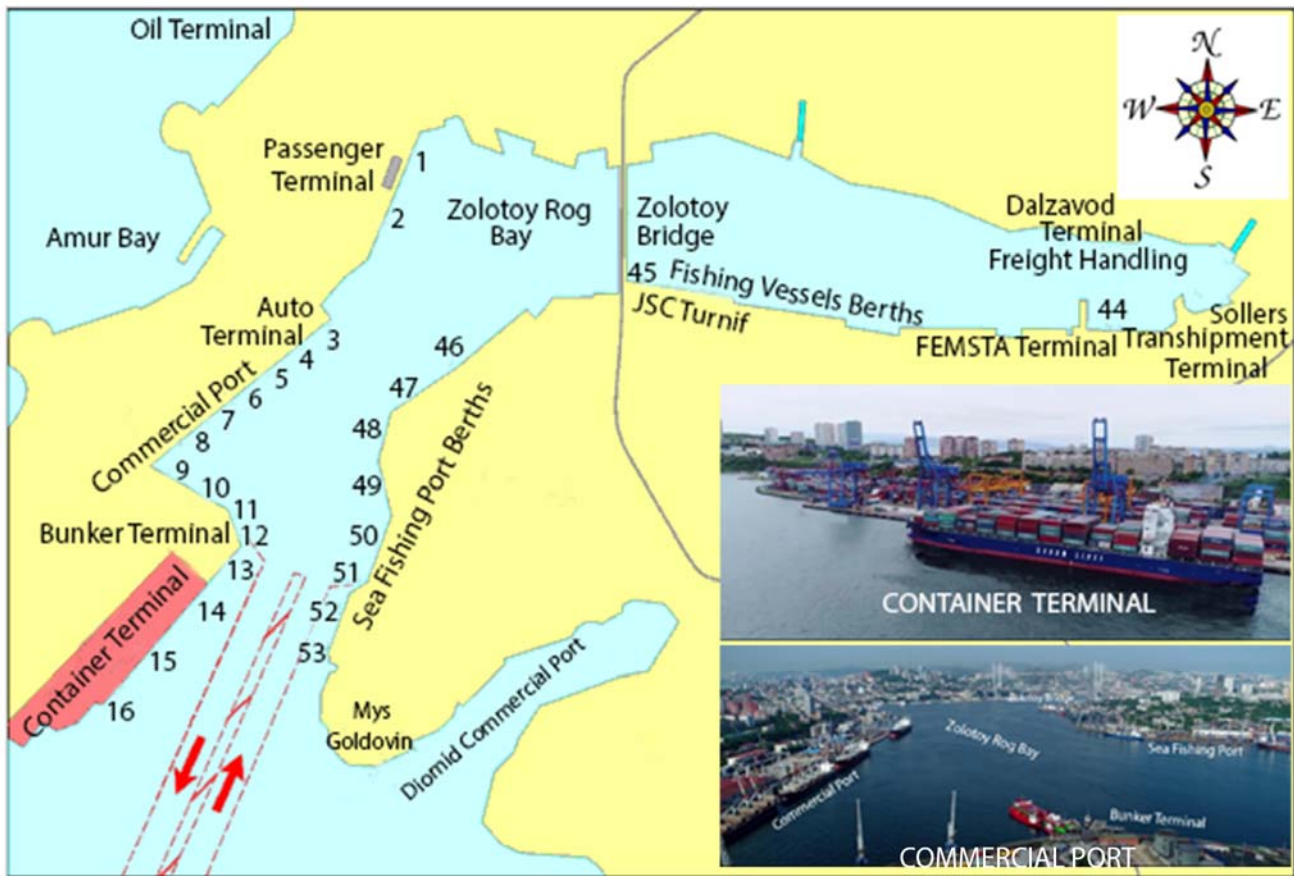 Oil Terminal
N
W E
S
Passenger
Terminal
1
2
Zolotoy Rog
Bay
Zolotoy
Bridge
Dalzavod
Terminal
Freight Handling
Amur Bay
45 Fishing Vessels Berths
JSC Turnif
44
FEMSTA Terminal
Sollers
Transhipment
Terminal
Auto
Terminal
3
4
5
6
7
8
9
10
11
12
13
14
15
16
Commercial Port
46
47
48
49
50
51
52
53
Sea Fishing Port Berths
Bunker Terminal
Container Terminal
Mys
Goldovin
Diomid Commercial Port
CONTAINER TERMINAL
Zolotoy Rog Bay
Sea Fishing Port
Commercial Port
Bunker Terminal
COMMERCIAL PORT